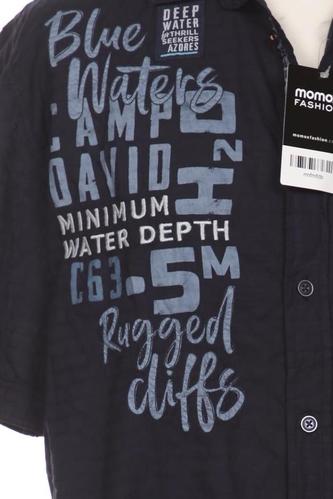 DEEP
WATER
for THRILL
SEEKERS
AZORES
Blue
Waters
CAMP
DAVID
H2O
MINIMUM
WATER DEPTH
C63.5M
Rugged
cliffs
momox
FASHION
momoxfashion.c